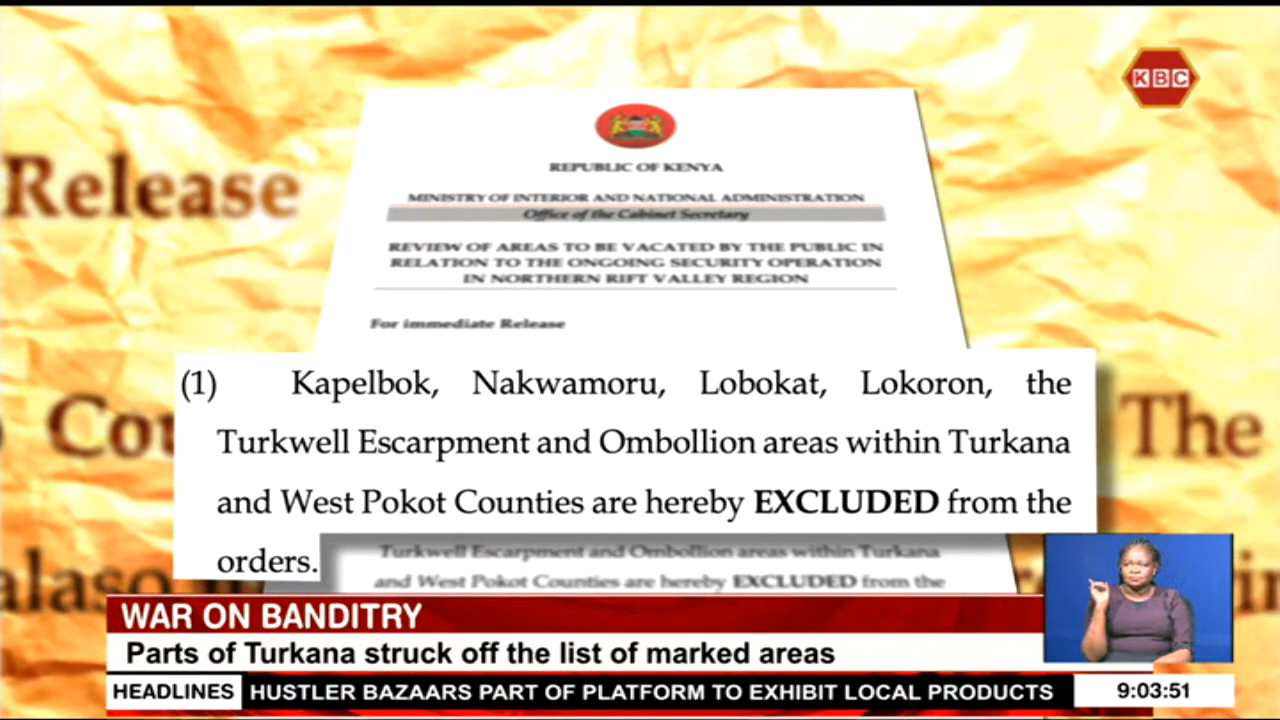 KBC
Release
REPUBLIC OF KENYA
MINISTRY OF INTERIOR AND NATIONAL ADMINISTRATION
Office of the Cabinet Secretary
REVIEW OF AREAS TO BE VACATED BY THE PUBLIC IN
RELATION TO THE ONGOING SECURITY OPERATION
IN NORTHERN RIFT VALLEY REGION
For immediate Release
(1) Kapelbok, Nakwamoru, Lobokat, Lokoron, the
Turkwell Escarpment and Ombollion areas within Turkana
and West Pokot Counties are hereby EXCLUDED from the
orders.
The
Turkwell Escarpment and Ombollion areas within Turkana
and West Pokot Counties are hereby EXCLUDED from the
WAR ON BANDITRY
Parts of Turkana struck off the list of marked areas
HEADLINES HUSTLER BAZAARS PART OF PLATFORM TO EXHIBIT LOCAL PRODUCTS 9:03:51